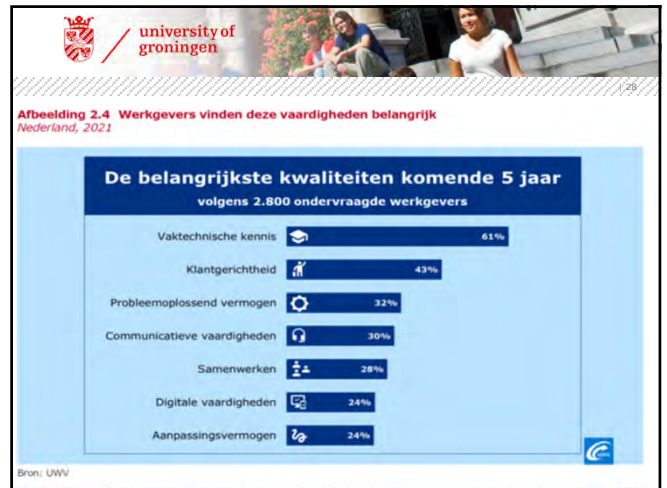 university of
groningen
| 28
Afbeelding 2.4 Werkgevers vinden deze vaardigheden belangrijk
Nederland, 2021
De belangrijkste kwaliteiten komende 5 jaar
volgens 2.800 ondervraagde werkgevers
Vaktechnische kennis 61%
Klantgerichtheid 43%
Probleemoplossend vermogen 32%
Communicatieve vaardigheden 30%
Samenwerken 28%
Digitale vaardigheden 24%
Aanpassingsvermogen 24%
Bron: UWV